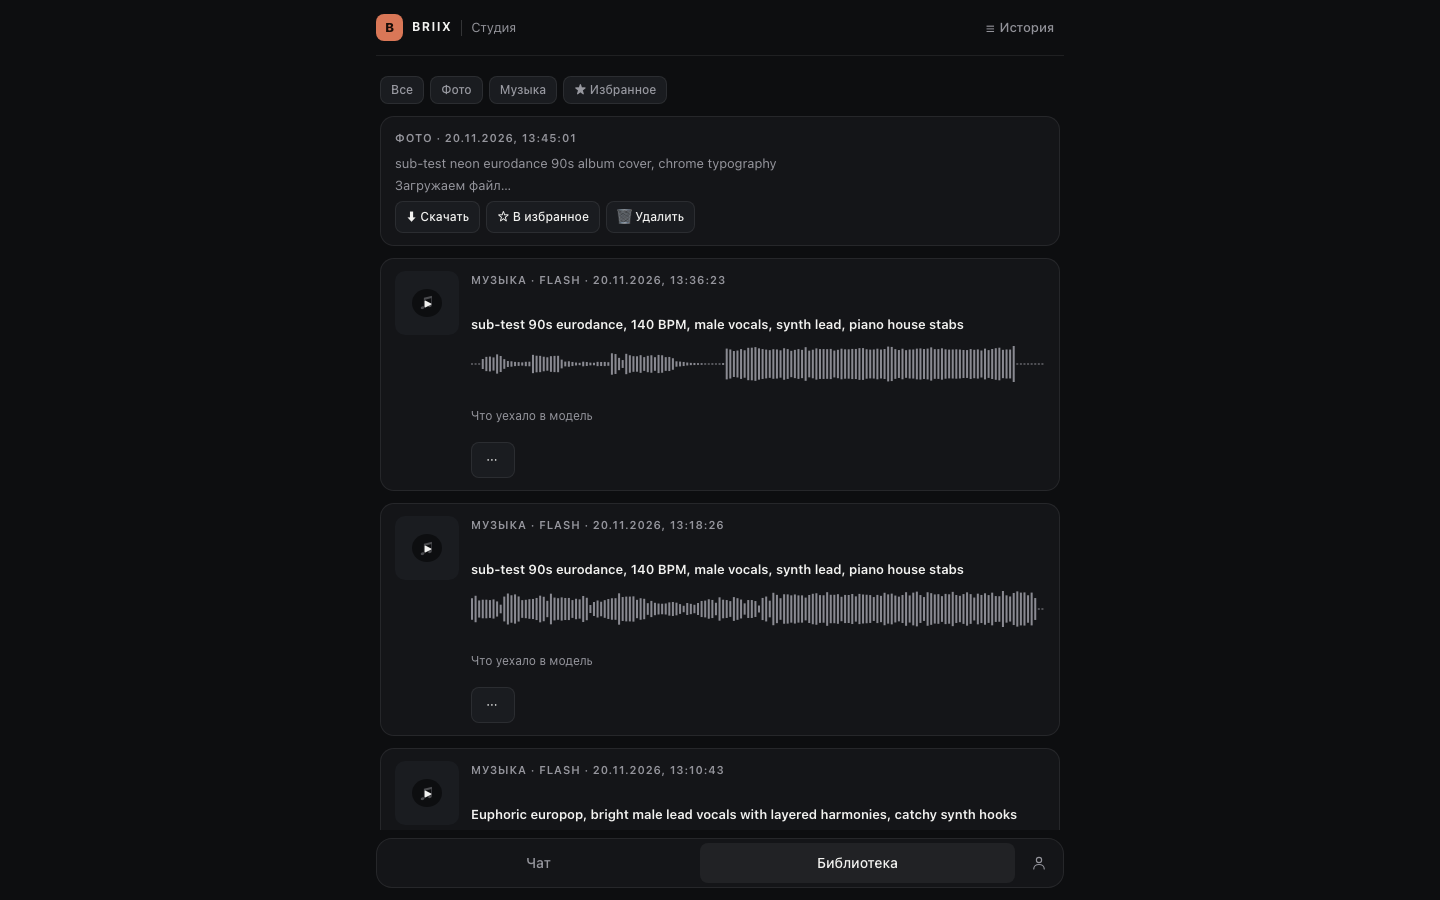 B BRIIX Студия
≡ История
Все Фото Музыка ★ Избранное
ФОТО · 20.11.2026, 13:45:01
sub-test neon eurodance 90s album cover, chrome typography
Загружаем файл...
⬇ Скачать ☆ В избранное 🗑 Удалить
МУЗЫКА · FLASH · 20.11.2026, 13:36:23
sub-test 90s eurodance, 140 BPM, male vocals, synth lead, piano house stabs
Что уехало в модель
...
МУЗЫКА · FLASH · 20.11.2026, 13:18:26
sub-test 90s eurodance, 140 BPM, male vocals, synth lead, piano house stabs
Что уехало в модель
...
МУЗЫКА · FLASH · 20.11.2026, 13:10:43
Euphoric europop, bright male lead vocals with layered harmonies, catchy synth hooks
Чат Библиотека